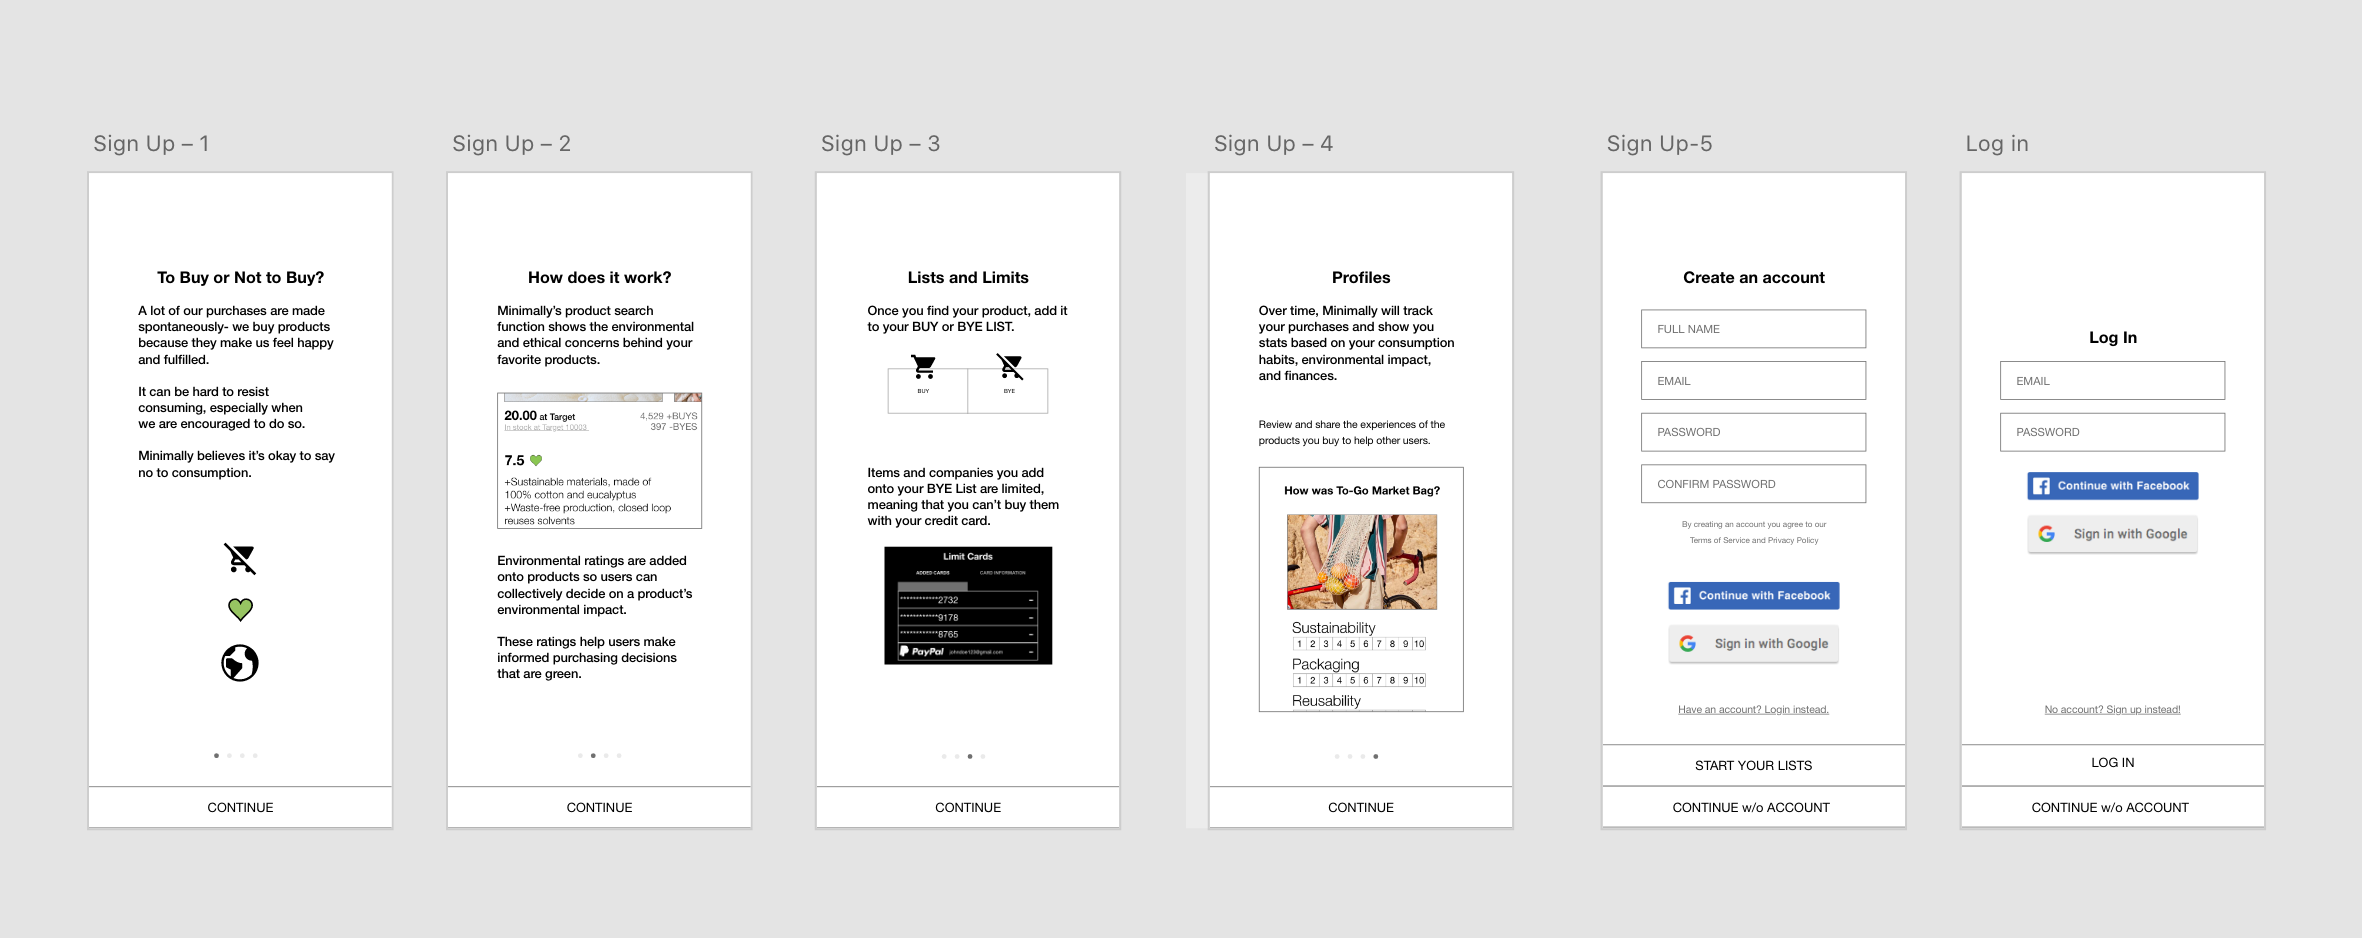 Sign Up – 1
To Buy or Not to Buy?
A lot of our purchases are made
spontaneously- we buy products
because they make us feel happy
and fulfilled.
It can be hard to resist
consuming, especially when
we are encouraged to do so.
Minimally believes it's okay to say
no to consumption.
CONTINUE
Sign Up – 2
How does it work?
Minimally's product search
function shows the environmental
and ethical concerns behind your
favorite products.
20.00 at Target
4,529 +BUYS
In stock at Target 10003
397 -BYES
7.5
+Sustainable materials, made of
100% cotton and eucalyptus
+Waste-free production, closed loop
reuses solvents
Environmental ratings are added
onto products so users can
collectively decide on a product's
environmental impact.
These ratings help users make
informed purchasing decisions
that are green.
CONTINUE
Sign Up – 3
Lists and Limits
Once you find your product, add it
to your BUY or BYE LIST.
BUY
BYE
Items and companies you add
onto your BYE List are limited,
meaning that you can't buy them
with your credit card.
Limit Cards
ADDED CARDS
CARD INFORMATION
************2732 –
************9178 –
************8765 –
PayPal johndoe123@gmail.com –
CONTINUE
Sign Up – 4
Profiles
Over time, Minimally will track
your purchases and show you
stats based on your consumption
habits, environmental impact,
and finances.
Review and share the experiences of the
products you buy to help other users.
How was To-Go Market Bag?
Sustainability
1 2 3 4 5 6 7 8 9 10
Packaging
1 2 3 4 5 6 7 8 9 10
Reusability
CONTINUE
Sign Up-5
Create an account
FULL NAME
EMAIL
PASSWORD
CONFIRM PASSWORD
By creating an account you agree to our
Terms of Service and Privacy Policy
Continue with Facebook
Sign in with Google
Have an account? Login instead.
START YOUR LISTS
CONTINUE w/o ACCOUNT
Log in
Log In
EMAIL
PASSWORD
Continue with Facebook
Sign in with Google
No account? Sign up instead!
LOG IN
CONTINUE w/o ACCOUNT